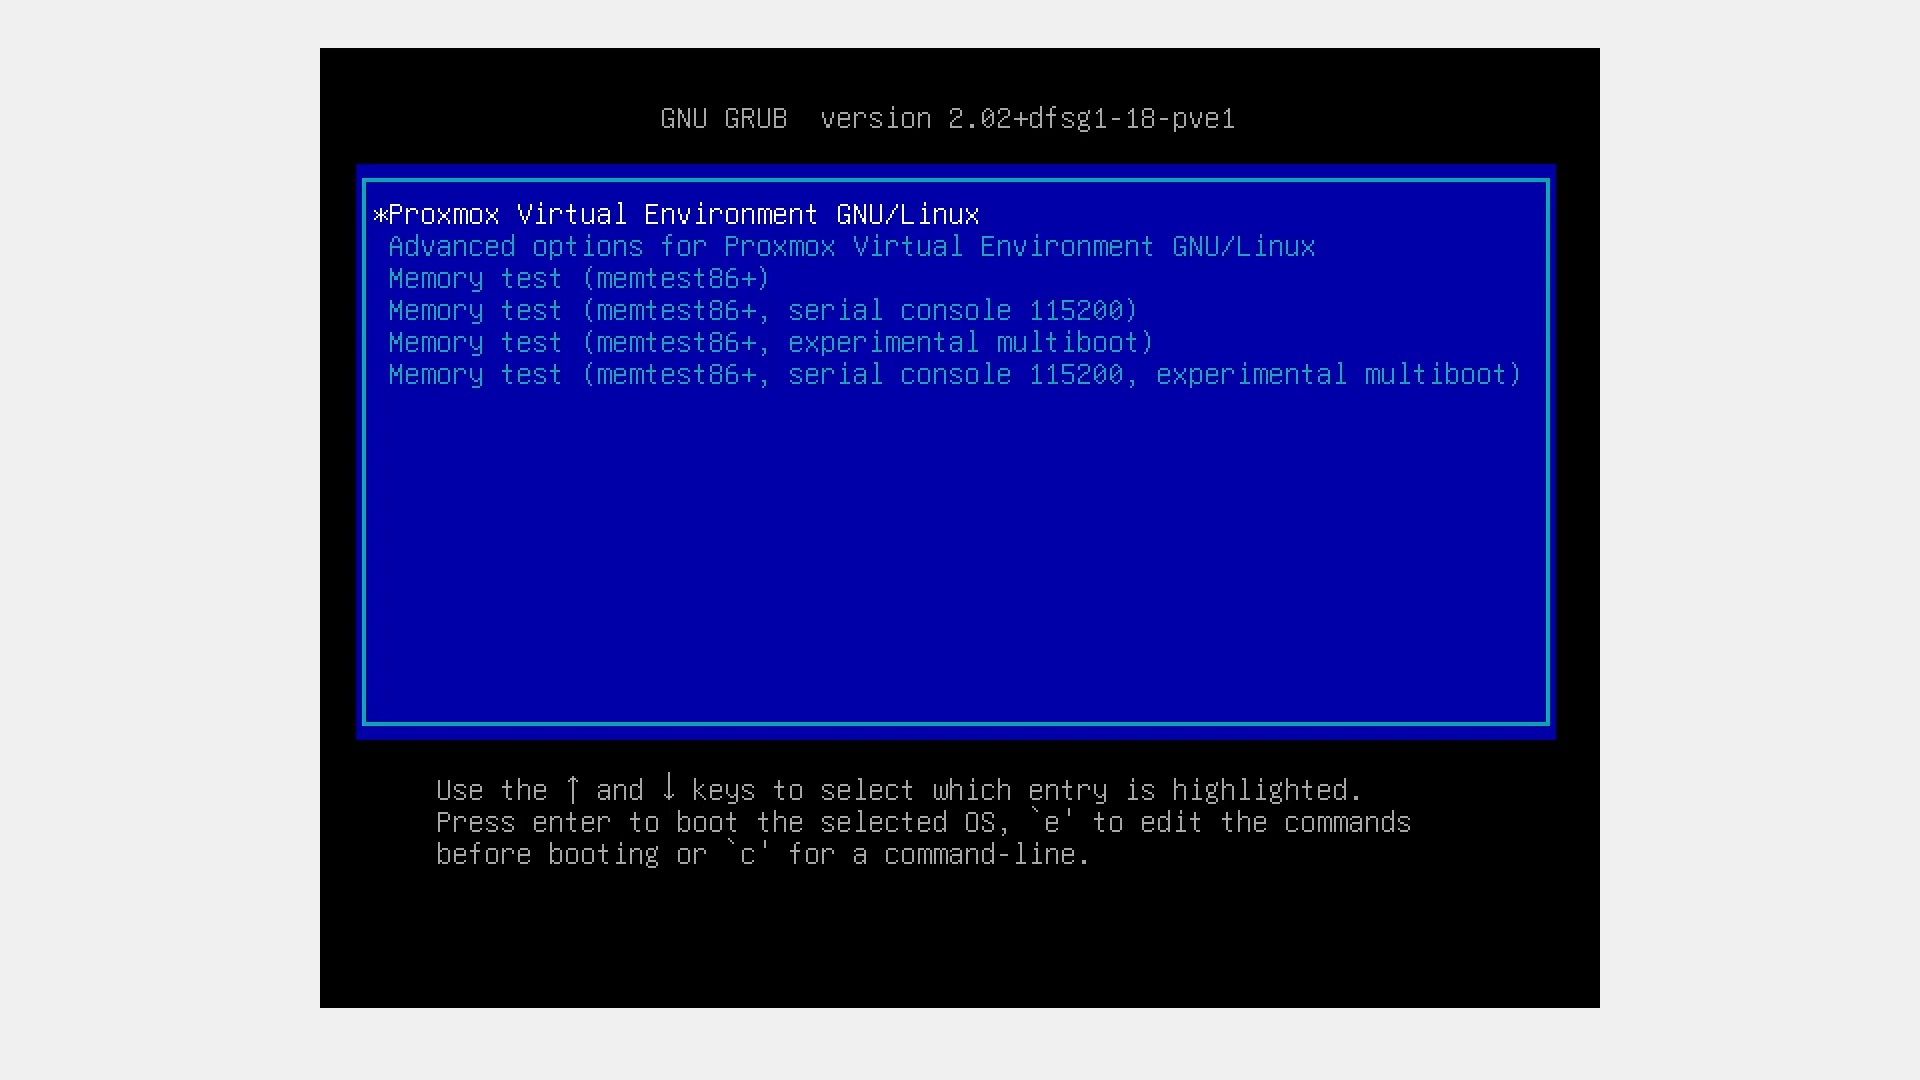 GNU GRUB  version 2.02+dfsg1-18-pve1
*Proxmox Virtual Environment GNU/Linux
Advanced options for Proxmox Virtual Environment GNU/Linux
Memory test (memtest86+)
Memory test (memtest86+, serial console 115200)
Memory test (memtest86+, experimental multiboot)
Memory test (memtest86+, serial console 115200, experimental multiboot)
Use the ↑ and ↓ keys to select which entry is highlighted.
Press enter to boot the selected OS, `e' to edit the commands
before booting or `c' for a command-line.